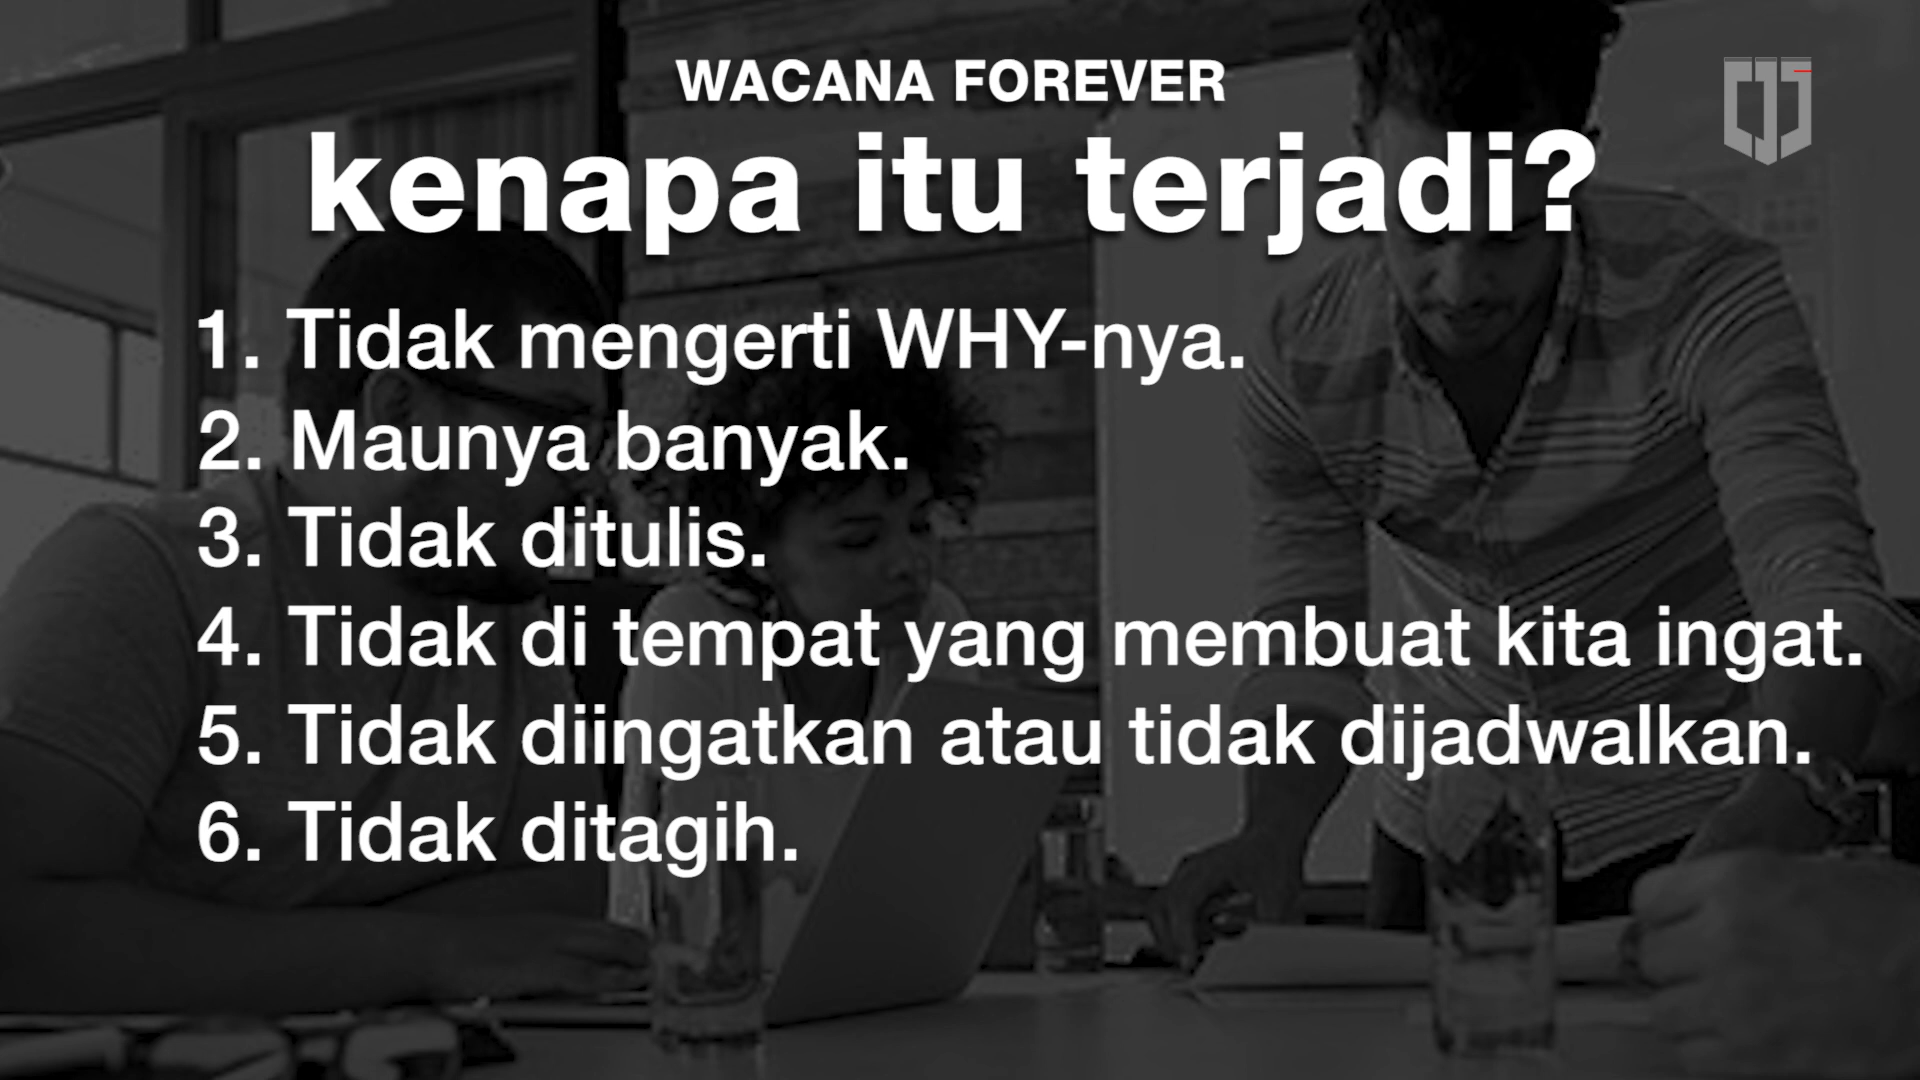 WACANA FOREVER
kenapa itu terjadi?
1. Tidak mengerti WHY-nya.
2. Maunya banyak.
3. Tidak ditulis.
4. Tidak di tempat yang membuat kita ingat.
5. Tidak diingatkan atau tidak dijadwalkan.
6. Tidak ditagih.